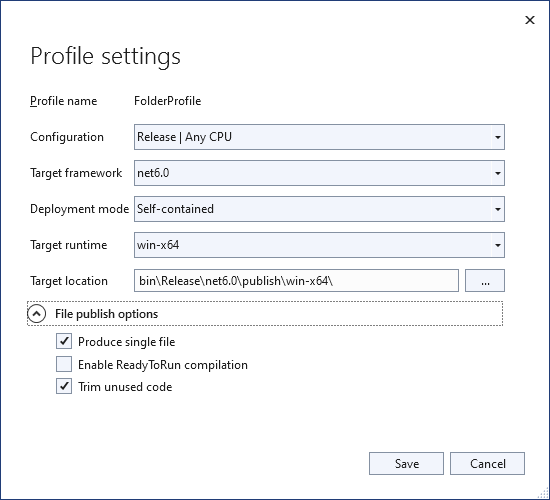 Profile settings
Profile name FolderProfile
Configuration Release | Any CPU
Target framework net6.0
Deployment mode Self-contained
Target runtime win-x64
Target location bin\Release\net6.0\publish\win-x64\ ...
File publish options
Produce single file
Enable ReadyToRun compilation
Trim unused code
Save Cancel